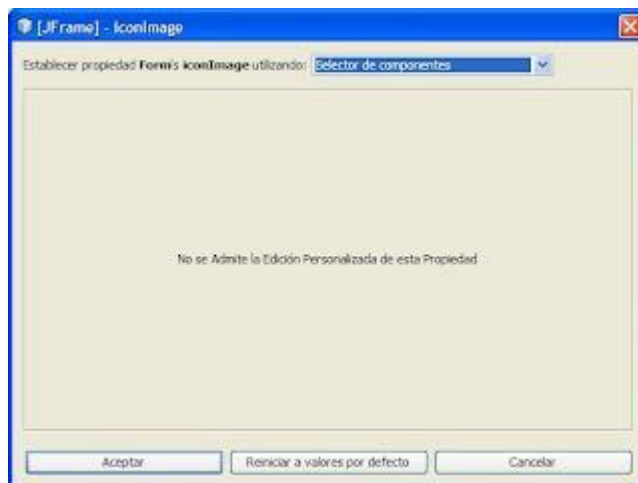 [JFrame] - IconImage
Establecer propiedad Form's iconImage utilizando: Selector de componentes
No se Admite la Edición Personalizada de esta Propiedad
Aceptar Reiniciar a valores por defecto Cancelar